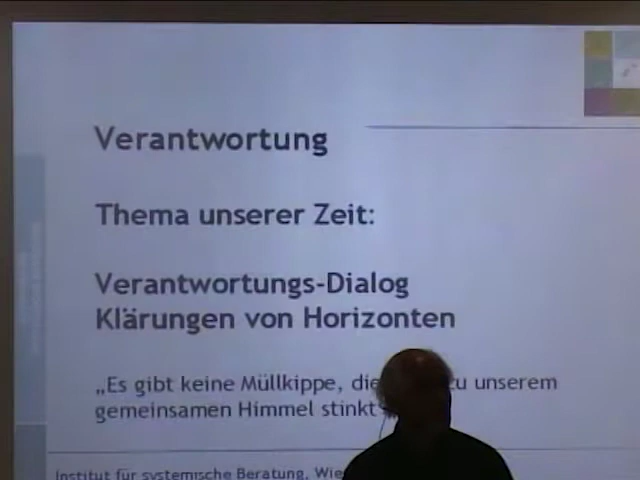 Verantwortung
Thema unserer Zeit:
Verantwortungs-Dialog
Klärungen von Horizonten
„Es gibt keine Müllkippe, die zu unserem
gemeinsamen Himmel stinkt
Institut für systemische Beratung, Wie